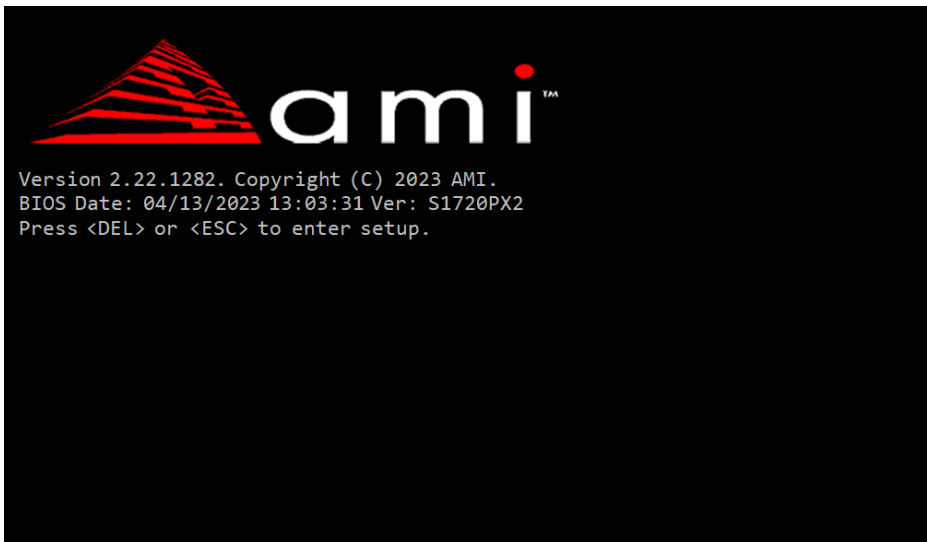 ami™
Version 2.22.1282. Copyright (C) 2023 AMI.
BIOS Date: 04/13/2023 13:03:31 Ver: S1720PX2
Press <DEL> or <ESC> to enter setup.